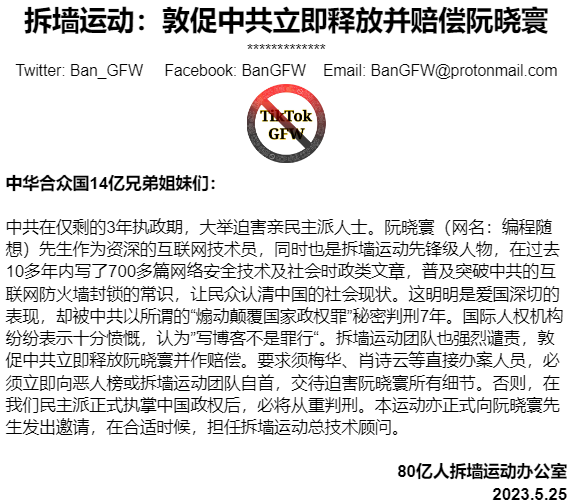 拆墙运动：敦促中共立即释放并赔偿阮晓寰
*************
Twitter: Ban_GFW Facebook: BanGFW Email: BanGFW@protonmail.com
TikTok
GFW
中华合众国14亿兄弟姐妹们：
中共在仅剩的3年执政期，大举迫害亲民主派人士。阮晓寰（网名：编程随
想）先生作为资深的互联网技术员，同时也是拆墙运动先锋级人物，在过去
10多年内写了700多篇网络安全技术及社会时政类文章，普及突破中共的互
联网防火墙封锁的常识，让民众认清中国的社会现状。这明明是爱国深切的
表现，却被中共以所谓的“煽动颠覆国家政权罪”秘密判刑7年。国际人权机构
纷纷表示十分愤慨，认为”写博客不是罪行“。拆墙运动团队也强烈谴责，敦
促中共立即释放阮晓寰并作赔偿。要求须梅华、肖诗云等直接办案人员，必
须立即向恶人榜或拆墙运动团队自首，交待迫害阮晓寰所有细节。否则，在
我们民主派正式执掌中国政权后，必将从重判刑。本运动亦正式向阮晓寰先
生发出邀请，在合适时候，担任拆墙运动总技术顾问。
80亿人拆墙运动办公室
2023.5.25